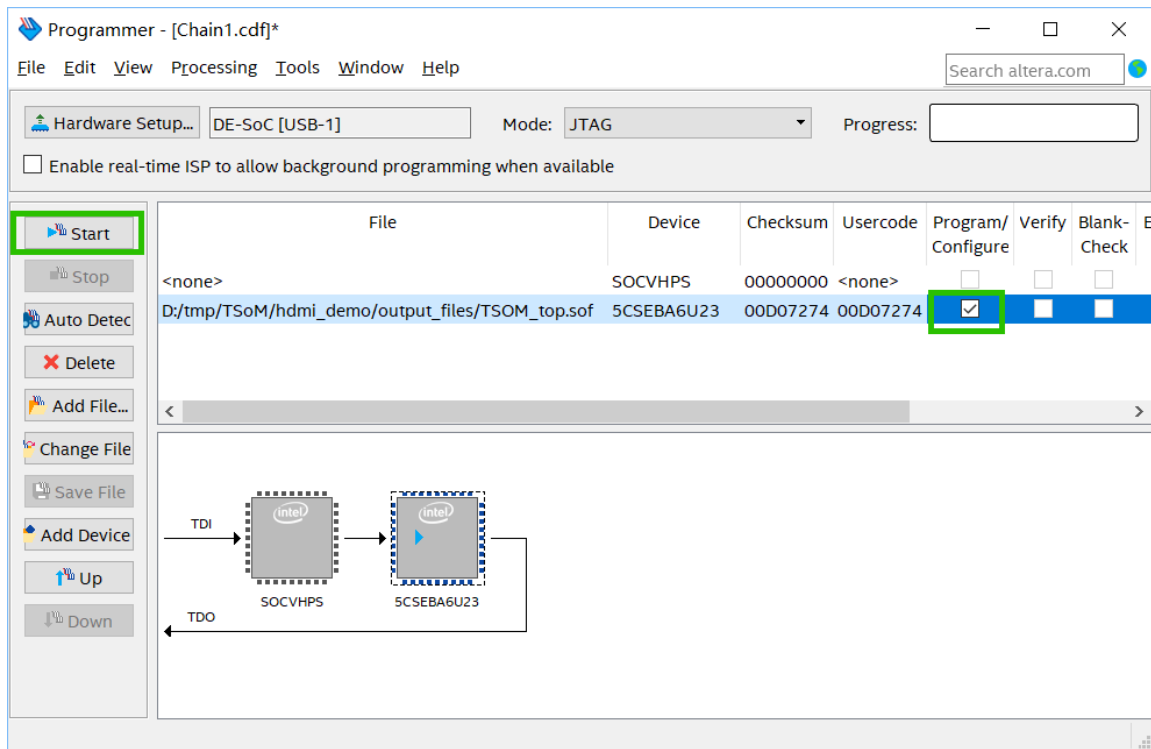 Programmer - [Chain1.cdf]*
File Edit View Processing Tools Window Help
Search altera.com
Hardware Setup... DE-SoC [USB-1] Mode: JTAG Progress:
Enable real-time ISP to allow background programming when available
Start
Stop
Auto Detec
Delete
Add File...
Change File
Save File
Add Device
Up
Down
File Device Checksum Usercode Program/ Verify Blank- E
Configure Check
<none> SOCVHPS 00000000 <none>
D:/tmp/TSoM/hdmi_demo/output_files/TSOM_top.sof 5CSEBA6U23 00D07274 00D07274
intel intel
TDI
SOCVHPS 5CSEBA6U23
TDO